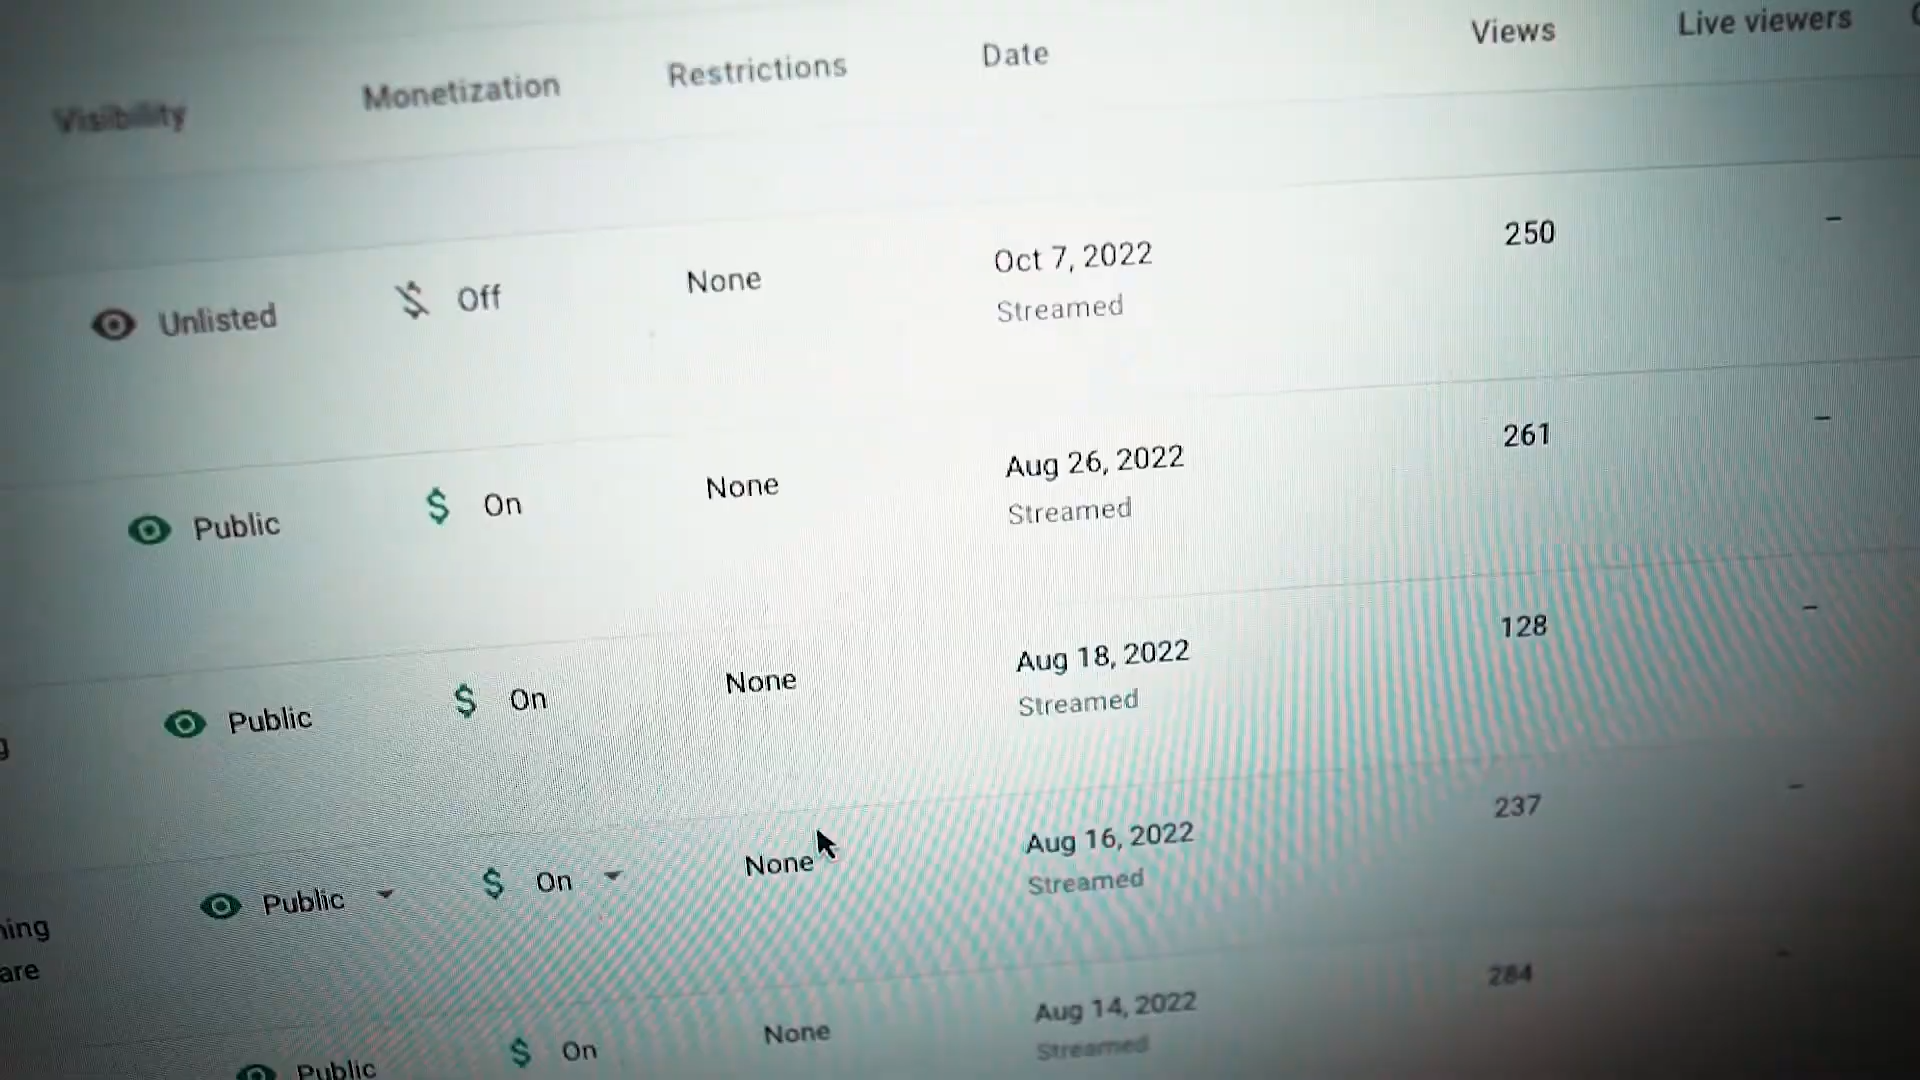 Visibility Monetization Restrictions Date Views Live viewers
Unlisted Off None Oct 7, 2022 250 –
Streamed
Public On None Aug 26, 2022 261 –
Streamed
Public On None Aug 18, 2022 128 –
Streamed
Public On None Aug 16, 2022 237 –
Streamed
Public On None Aug 14, 2022 284 –
Streamed